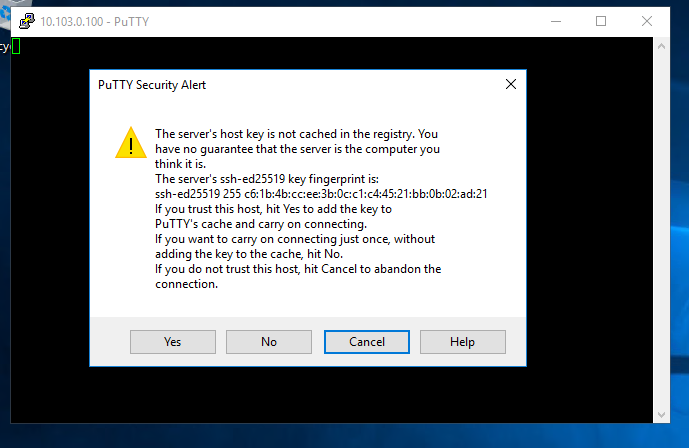 10.103.0.100 - PuTTY
cy
PuTTY Security Alert
The server's host key is not cached in the registry. You
have no guarantee that the server is the computer you
think it is.
The server's ssh-ed25519 key fingerprint is:
ssh-ed25519 255 c6:1b:4b:cc:ee:3b:0c:c1:c4:45:21:bb:0b:02:ad:21
If you trust this host, hit Yes to add the key to
PuTTY's cache and carry on connecting.
If you want to carry on connecting just once, without
adding the key to the cache, hit No.
If you do not trust this host, hit Cancel to abandon the
connection.
Yes No Cancel Help